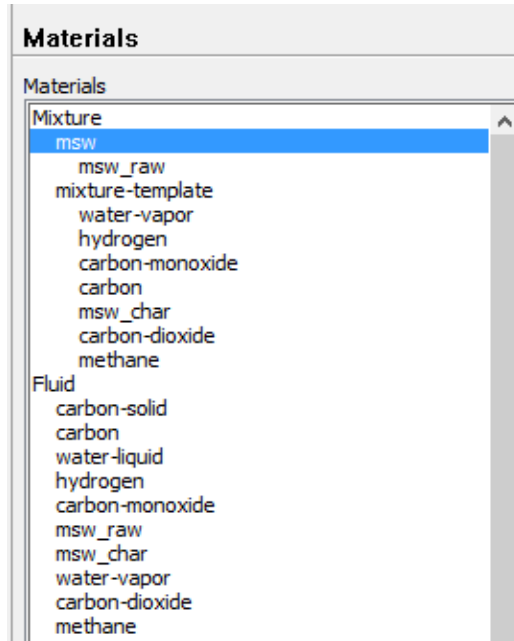 Materials
Materials
Mixture
msw
msw_raw
mixture-template
water-vapor
hydrogen
carbon-monoxide
carbon
msw_char
carbon-dioxide
methane
Fluid
carbon-solid
carbon
water-liquid
hydrogen
carbon-monoxide
msw_raw
msw_char
water-vapor
carbon-dioxide
methane